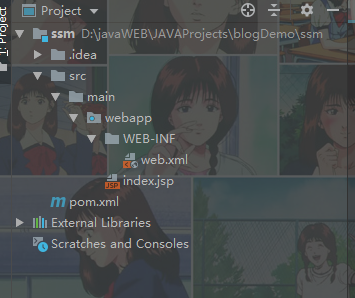 1: Project
Project
ssm D:\javaWEB\JAVAProjects\blogDemo\ssm
.idea
src
main
webapp
WEB-INF
web.xml
JSP index.jsp
m pom.xml
External Libraries
Scratches and Consoles